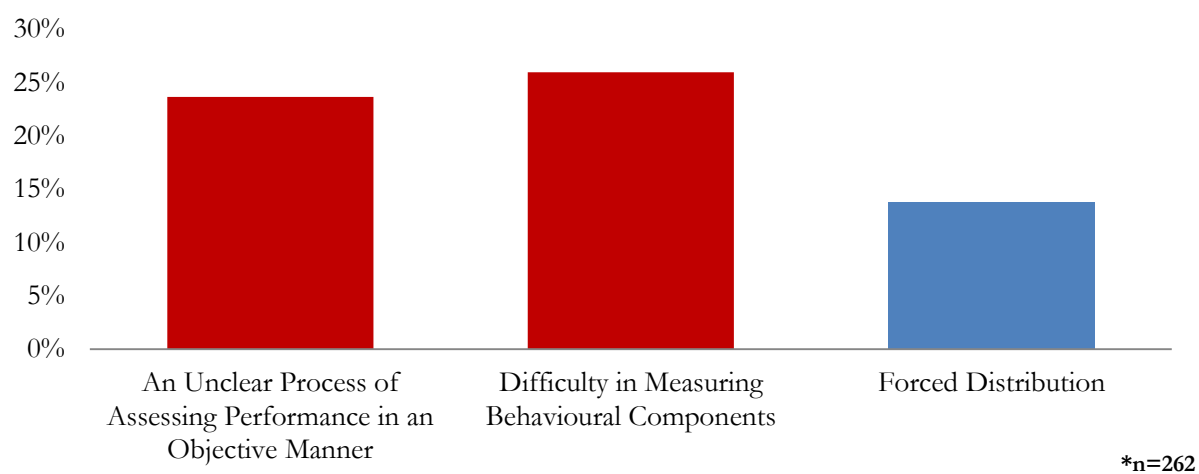 30%
25%
20%
15%
10%
5%
0%
An Unclear Process of
Assessing Performance in an
Objective Manner
Difficulty in Measuring
Behavioural Components
Forced Distribution
*n=262